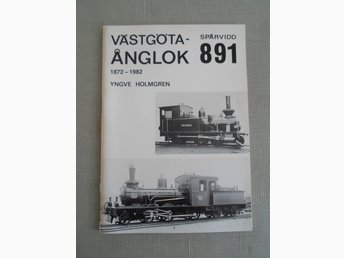 VÄSTGÖTA- SPÅRVIDD
ÅNGLOK 891
1872-1982
YNGVE HOLMGREN